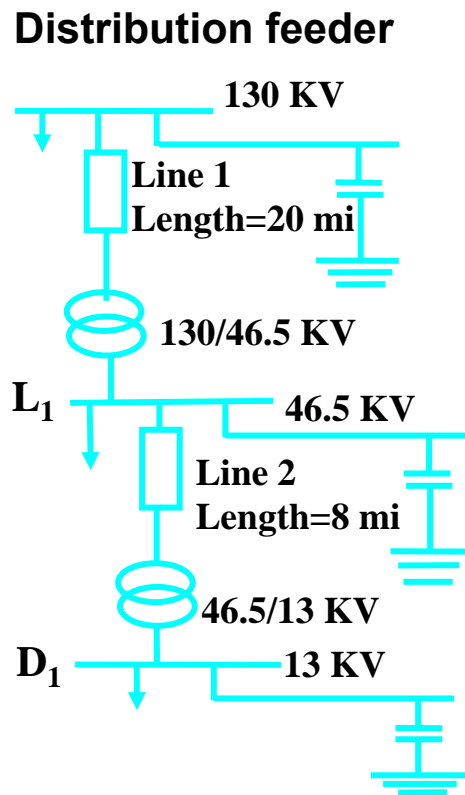 Distribution feeder
130 KV
Line 1
Length=20 mi
130/46.5 KV
L₁
46.5 KV
Line 2
Length=8 mi
46.5/13 KV
D₁
13 KV